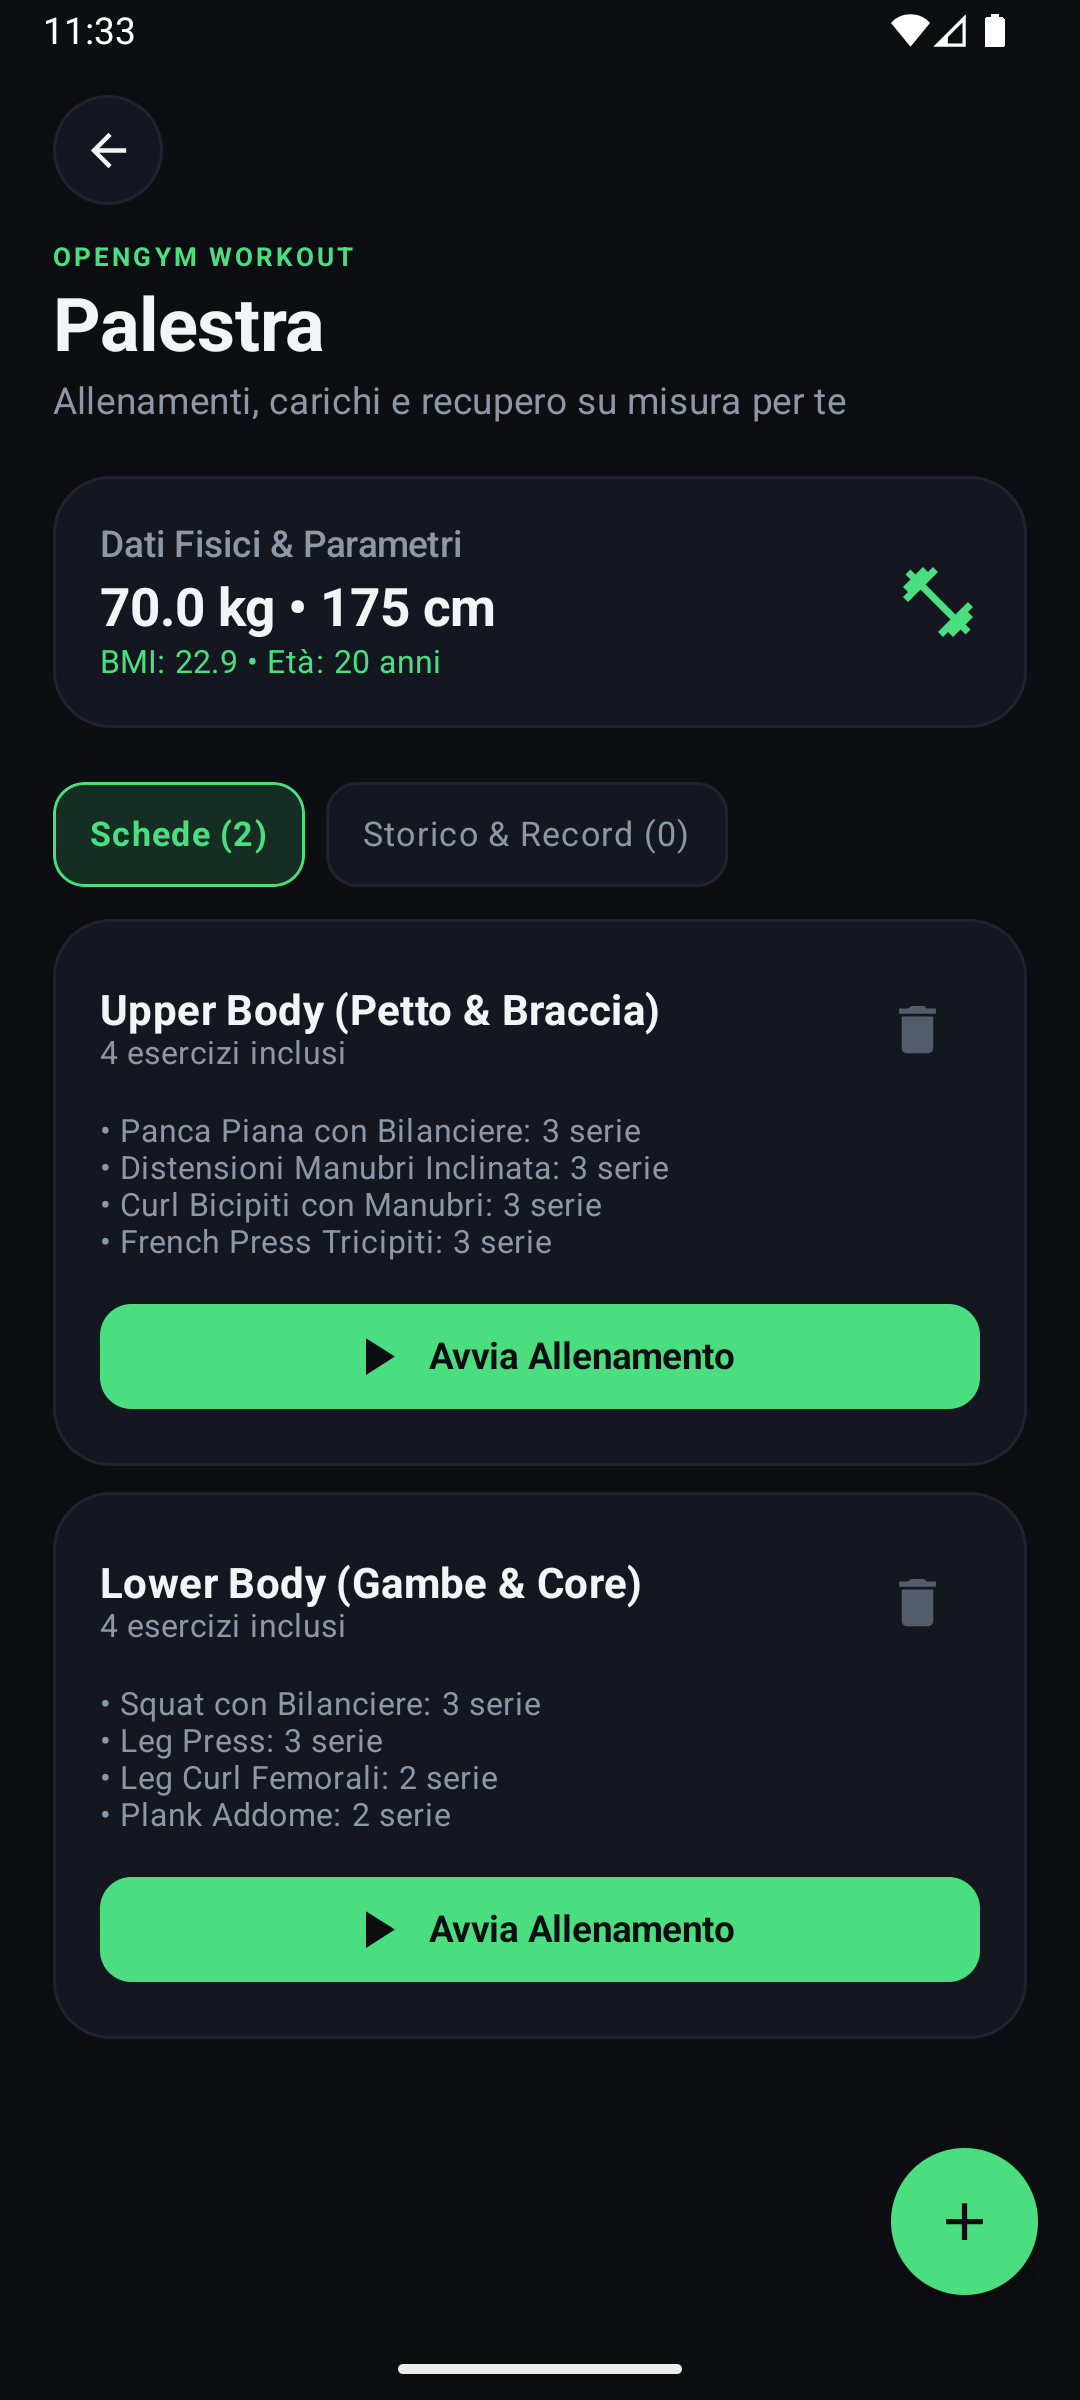 11:33
OPENGYM WORKOUT
Palestra
Allenamenti, carichi e recupero su misura per te
Dati Fisici & Parametri
70.0 kg • 175 cm
BMI: 22.9 • Età: 20 anni
Schede (2)
Storico & Record (0)
Upper Body (Petto & Braccia)
4 esercizi inclusi
• Panca Piana con Bilanciere: 3 serie
• Distensioni Manubri Inclinata: 3 serie
• Curl Bicipiti con Manubri: 3 serie
• French Press Tricipiti: 3 serie
Avvia Allenamento
Lower Body (Gambe & Core)
4 esercizi inclusi
• Squat con Bilanciere: 3 serie
• Leg Press: 3 serie
• Leg Curl Femorali: 2 serie
• Plank Addome: 2 serie
Avvia Allenamento